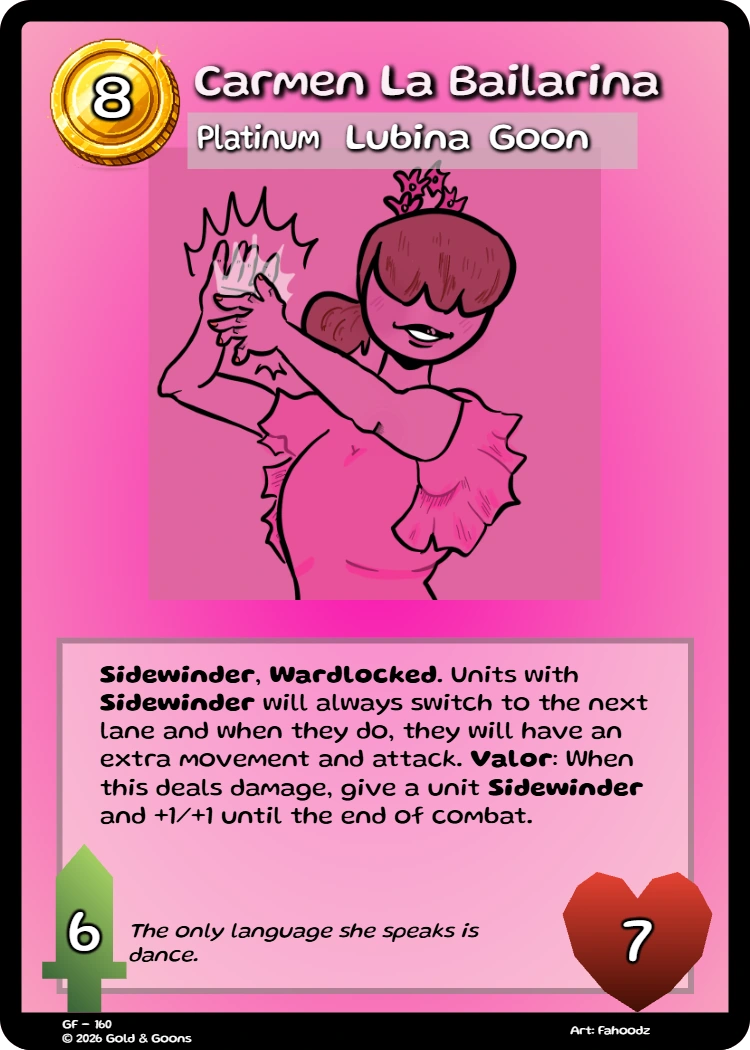 8
Carmen La Bailarina
Platinum Lubina Goon
Sidewinder, Wardlocked. Units with
Sidewinder will always switch to the next
lane and when they do, they will have an
extra movement and attack. Valor: When
this deals damage, give a unit Sidewinder
and +1/+1 until the end of combat.
6
The only language she speaks is
dance.
7
GF - 160
© 2026 Gold & Goons
Art: Fahoodz